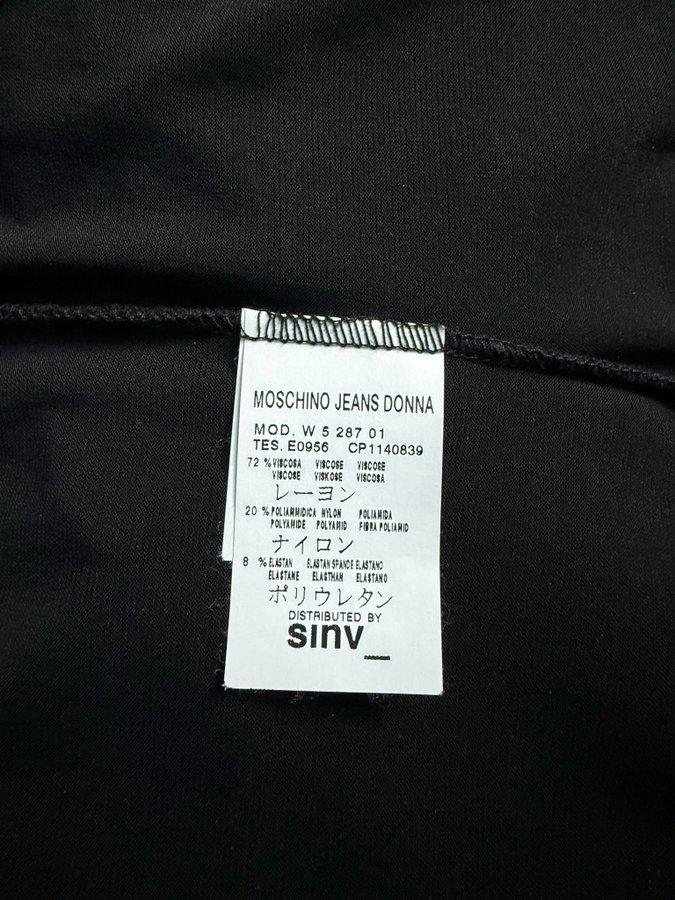 MOSCHINO JEANS DONNA
MOD. W 5 287 01
TES. E0956 CP1140839
72 % VISCOSA VISCOSE VISCOSE
VISCOSE VISKOSE VISCOSA
レーヨン
20 % POLIAMMIDICA NYLON POLIAMIDA
POLYAMIDE POLYAMID FIBRA POLIAMID
ナイロン
8 % ELASTAN ELASTAN SPANCE ELASTANO
ELASTANE ELASTHAN ELASTANO
ポリウレタン
DISTRIBUTED BY
sinv_